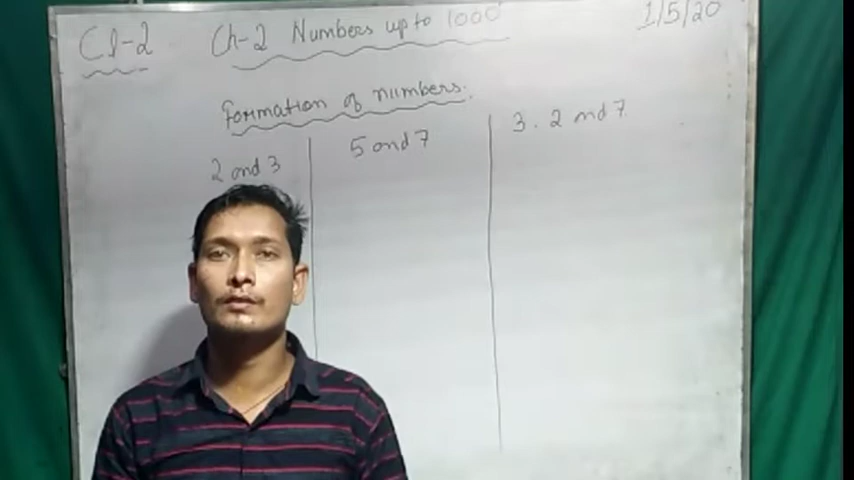 Cl-2 Ch-2 Numbers up to 1000 1/5/20
Formation of numbers.
2 and 3 5 and 7 3. 2 and 7